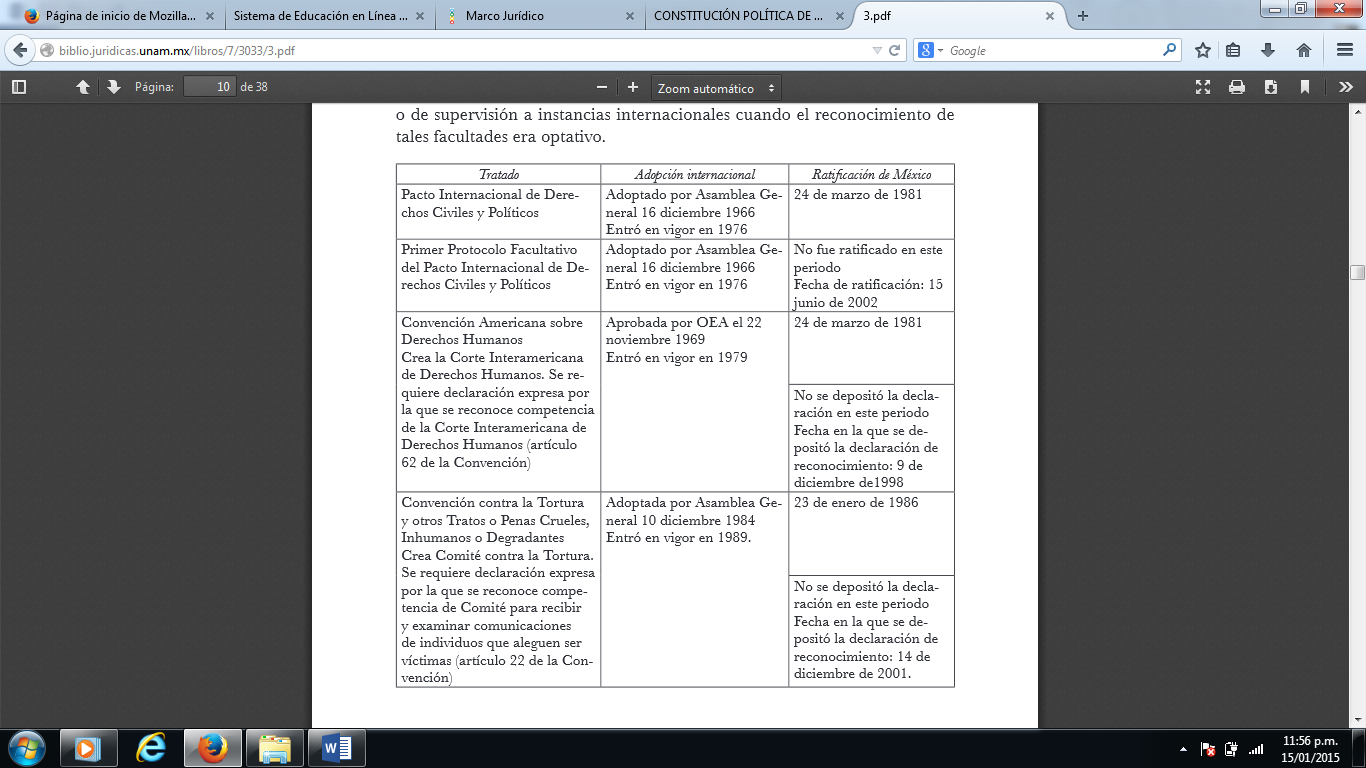 Página de inicio de Mozilla...
Sistema de Educación en Línea ...
Marco Jurídico
CONSTITUCIÓN POLÍTICA DE ...
3.pdf
biblio.juridicas.unam.mx/libros/7/3033/3.pdf
Google
Página: 10 de 38
Zoom automático
o de supervisión a instancias internacionales cuando el reconocimiento de
tales facultades era optativo.
Tratado
Adopción internacional
Ratificación de México
Pacto Internacional de Dere-
chos Civiles y Políticos
Adoptado por Asamblea Ge-
neral 16 diciembre 1966
Entró en vigor en 1976
24 de marzo de 1981
Primer Protocolo Facultativo
del Pacto Internacional de De-
rechos Civiles y Políticos
Adoptado por Asamblea Ge-
neral 16 diciembre 1966
Entró en vigor en 1976
No fue ratificado en este
periodo
Fecha de ratificación: 15
junio de 2002
Convención Americana sobre
Derechos Humanos
Crea la Corte Interamericana
de Derechos Humanos. Se re-
quiere declaración expresa por
la que se reconoce competencia
de la Corte Interamericana de
Derechos Humanos (artículo
62 de la Convención)
Aprobada por OEA el 22
noviembre 1969
Entró en vigor en 1979
24 de marzo de 1981
No se depositó la decla-
ración en este periodo
Fecha en la que se de-
positó la declaración de
reconocimiento: 9 de
diciembre de1998
Convención contra la Tortura
y otros Tratos o Penas Crueles,
Inhumanos o Degradantes
Crea Comité contra la Tortura.
Se requiere declaración expresa
por la que se reconoce compe-
tencia de Comité para recibir
y examinar comunicaciones
de individuos que aleguen ser
víctimas (artículo 22 de la Con-
vención)
Adoptada por Asamblea Ge-
neral 10 diciembre 1984
Entró en vigor en 1989.
23 de enero de 1986
No se depositó la decla-
ración en este periodo
Fecha en la que se de-
positó la declaración de
reconocimiento: 14 de
diciembre de 2001.
11:56 p.m.
15/01/2015